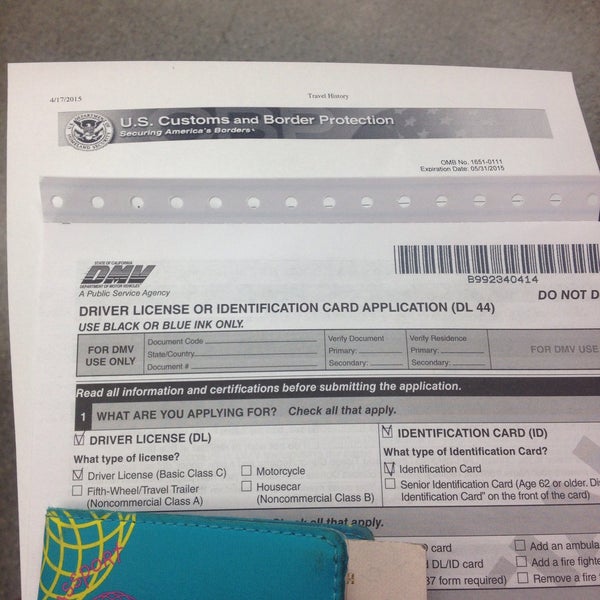 4/17/2015 Travel History
U.S. Customs and Border Protection
Securing America's Borders
OMB No. 1651-0111
Expiration Date: 05/31/2015
STATE OF CALIFORNIA
DMV
DEPARTMENT OF MOTOR VEHICLES
A Public Service Agency
B992340414
DO NOT D
DRIVER LICENSE OR IDENTIFICATION CARD APPLICATION (DL 44)
USE BLACK OR BLUE INK ONLY.
FOR DMV USE ONLY
Document Code
State/Country
Document #
Verify Document
Primary:
Secondary:
Verify Residence
Primary:
Secondary:
FOR DMV USE
Read all information and certifications before submitting the application.
1 WHAT ARE YOU APPLYING FOR? Check all that apply.
DRIVER LICENSE (DL)
What type of license?
Driver License (Basic Class C)
Motorcycle
Fifth-Wheel/Travel Trailer
(Noncommercial Class A)
Housecar
(Noncommercial Class B)
IDENTIFICATION CARD (ID)
What type of Identification Card?
Identification Card
Senior Identification Card (Age 62 or older. Di
Identification Card" on the front of the card)
Check all that apply.
card
DL/ID card
37 form required)
Add an ambula
Add a fire fighte
Remove a fire